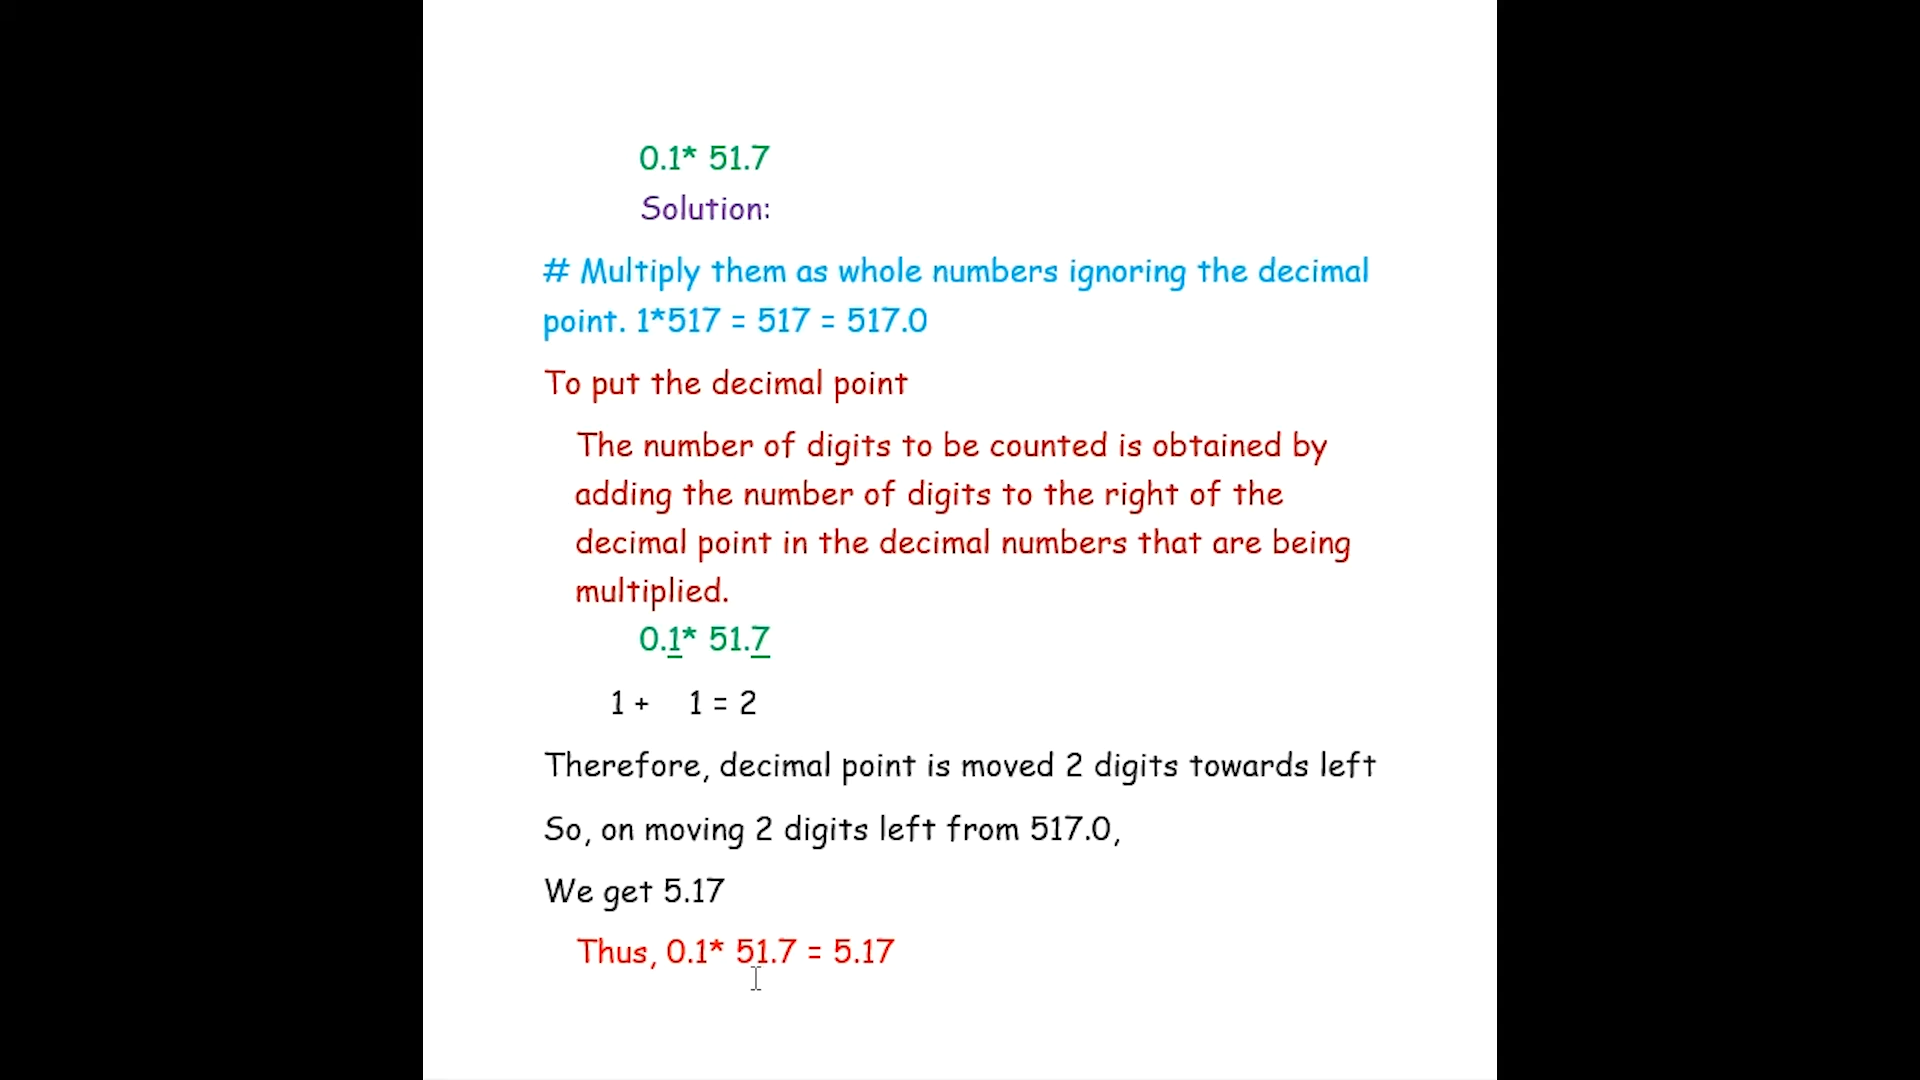 0.1* 51.7
Solution:
# Multiply them as whole numbers ignoring the decimal
point. 1*517 = 517 = 517.0
To put the decimal point
The number of digits to be counted is obtained by
adding the number of digits to the right of the
decimal point in the decimal numbers that are being
multiplied.
0.1* 51.7
1 + 1 = 2
Therefore, decimal point is moved 2 digits towards left
So, on moving 2 digits left from 517.0,
We get 5.17
Thus, 0.1* 51.7 = 5.17